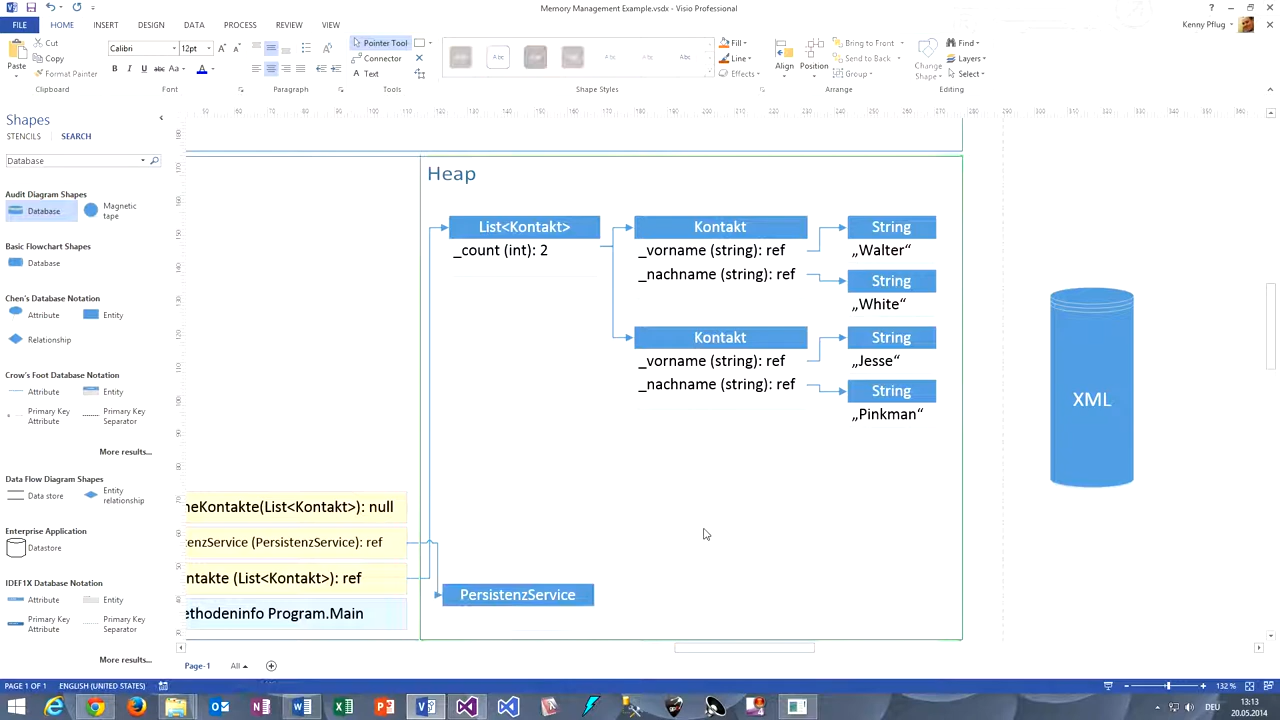 Memory Management Example.vsdx - Visio Professional
FILE HOME INSERT DESIGN DATA PROCESS REVIEW VIEW
Kenny Pflug
Paste
Cut
Copy
Format Painter
Clipboard
Calibri 12pt
Font
Paragraph
Pointer Tool
Connector
Text
Tools
Shape Styles
Fill
Line
Effects
Align
Position
Bring to Front
Send to Back
Group
Arrange
Change
Shape
Find
Layers
Select
Editing
Shapes
STENCILS SEARCH
Database
Audit Diagram Shapes
Database
Magnetic
tape
Basic Flowchart Shapes
Database
Chen's Database Notation
Attribute Entity
Relationship
Crow's Foot Database Notation
Attribute Entity
Primary Key
Attribute
Primary Key
Separator
More results...
Data Flow Diagram Shapes
Data store
Entity
relationship
Enterprise Application
Datastore
IDEF1X Database Notation
Attribute Entity
Primary Key
Attribute
Primary Key
Separator
More results...
Heap
List<Kontakt>
_count (int): 2
Kontakt
_vorname (string): ref
_nachname (string): ref
String
„Walter“
String
„White“
Kontakt
_vorname (string): ref
_nachname (string): ref
String
„Jesse“
String
„Pinkman“
XML
neKontakte(List<Kontakt>): null
enzService (PersistenzService): ref
ntakte (List<Kontakt>): ref
ethodeninfo Program.Main
PersistenzService
Page-1 All
PAGE 1 OF 1 ENGLISH (UNITED STATES)
132 %
DEU
13:13
20.05.2014